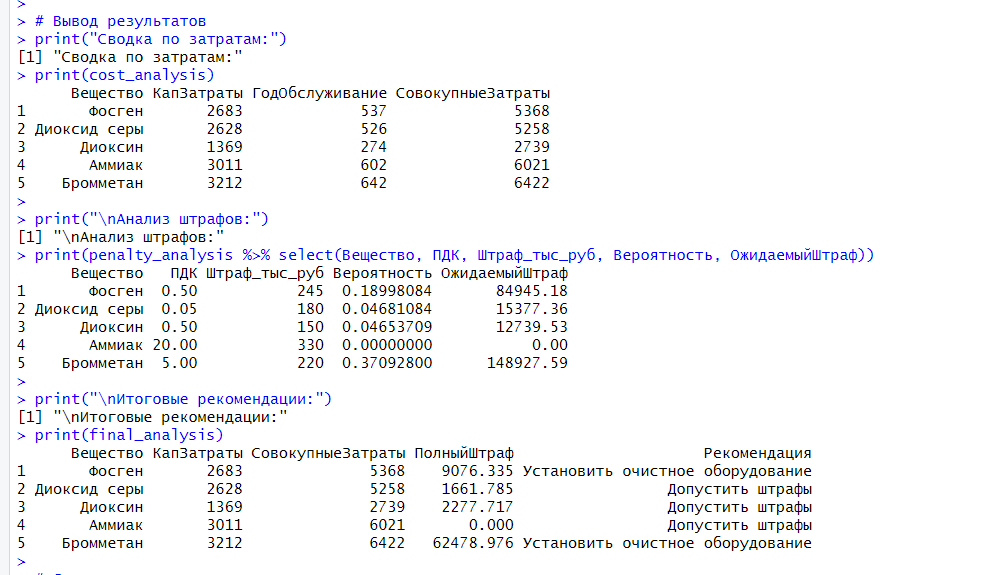 >
> # Вывод результатов
> print("Сводка по затратам:")
[1] "Сводка по затратам:"
> print(cost_analysis)
Вещество КапЗатраты ГодОбслуживание СовокупныеЗатраты
1 Фосген 2683 537 5368
2 Диоксид серы 2628 526 5258
3 Диоксин 1369 274 2739
4 Аммиак 3011 602 6021
5 Бромметан 3212 642 6422
>
> print("\nАнализ штрафов:")
[1] "\nАнализ штрафов:"
> print(penalty_analysis %>% select(Вещество, ПДК, Штраф_тыс_руб, Вероятность, ОжидаемыйШтраф))
Вещество ПДК Штраф_тыс_руб Вероятность ОжидаемыйШтраф
1 Фосген 0.50 245 0.18998084 84945.18
2 Диоксид серы 0.05 180 0.04681084 15377.36
3 Диоксин 0.50 150 0.04653709 12739.53
4 Аммиак 20.00 330 0.00000000 0.00
5 Бромметан 5.00 220 0.37092800 148927.59
>
> print("\nИтоговые рекомендации:")
[1] "\nИтоговые рекомендации:"
> print(final_analysis)
Вещество КапЗатраты СовокупныеЗатраты ПолныйШтраф Рекомендация
1 Фосген 2683 5368 9076.335 Установить очистное оборудование
2 Диоксид серы 2628 5258 1661.785 Допустить штрафы
3 Диоксин 1369 2739 2277.717 Допустить штрафы
4 Аммиак 3011 6021 0.000 Допустить штрафы
5 Бромметан 3212 6422 62478.976 Установить очистное оборудование
>